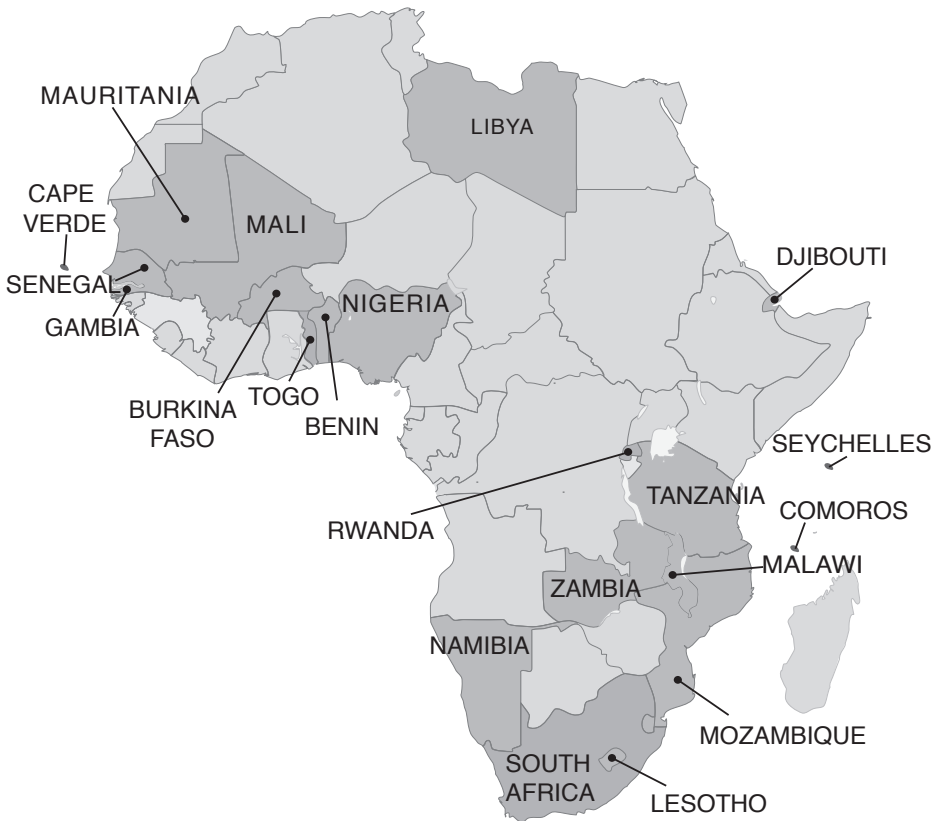 MAURITANIA
LIBYA
CAPE
VERDE
MALI
DJIBOUTI
SENEGAL
NIGERIA
GAMBIA
TOGO
BURKINA
FASO
BENIN
SEYCHELLES
TANZANIA
COMOROS
RWANDA
MALAWI
ZAMBIA
NAMIBIA
MOZAMBIQUE
SOUTH
AFRICA
LESOTHO